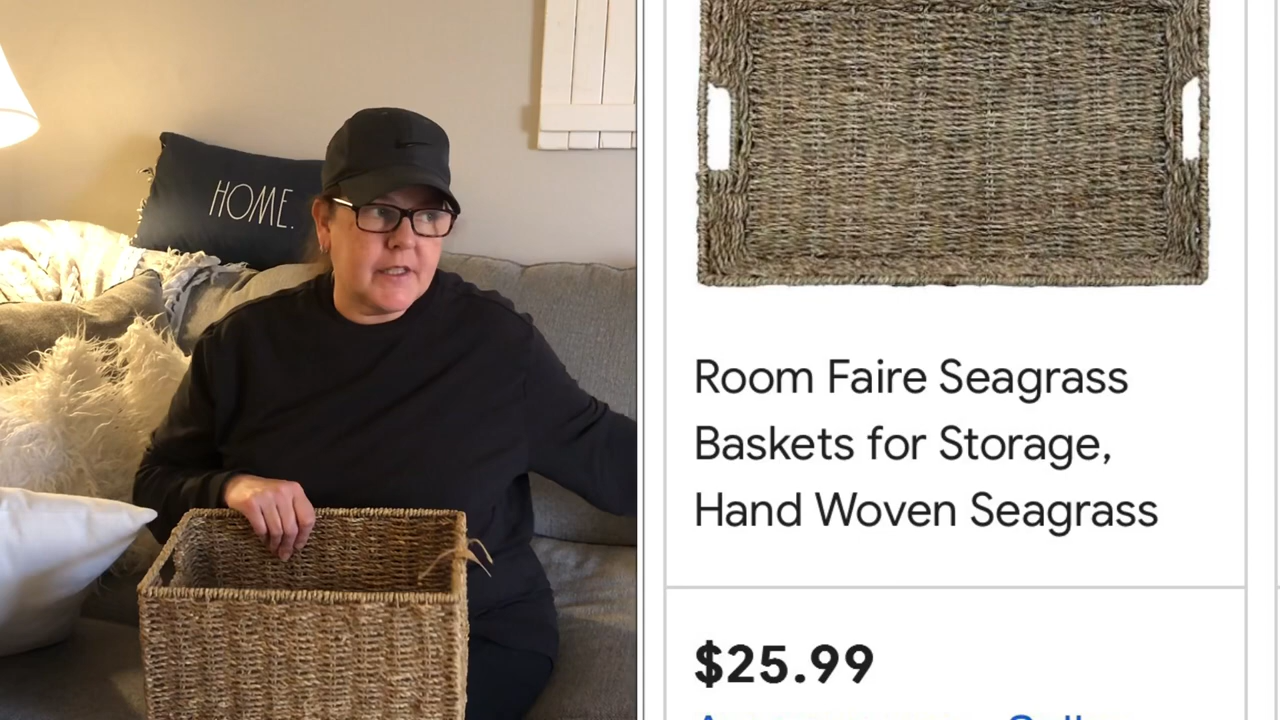 HOME.
Room Faire Seagrass
Baskets for Storage,
Hand Woven Seagrass
$25.99